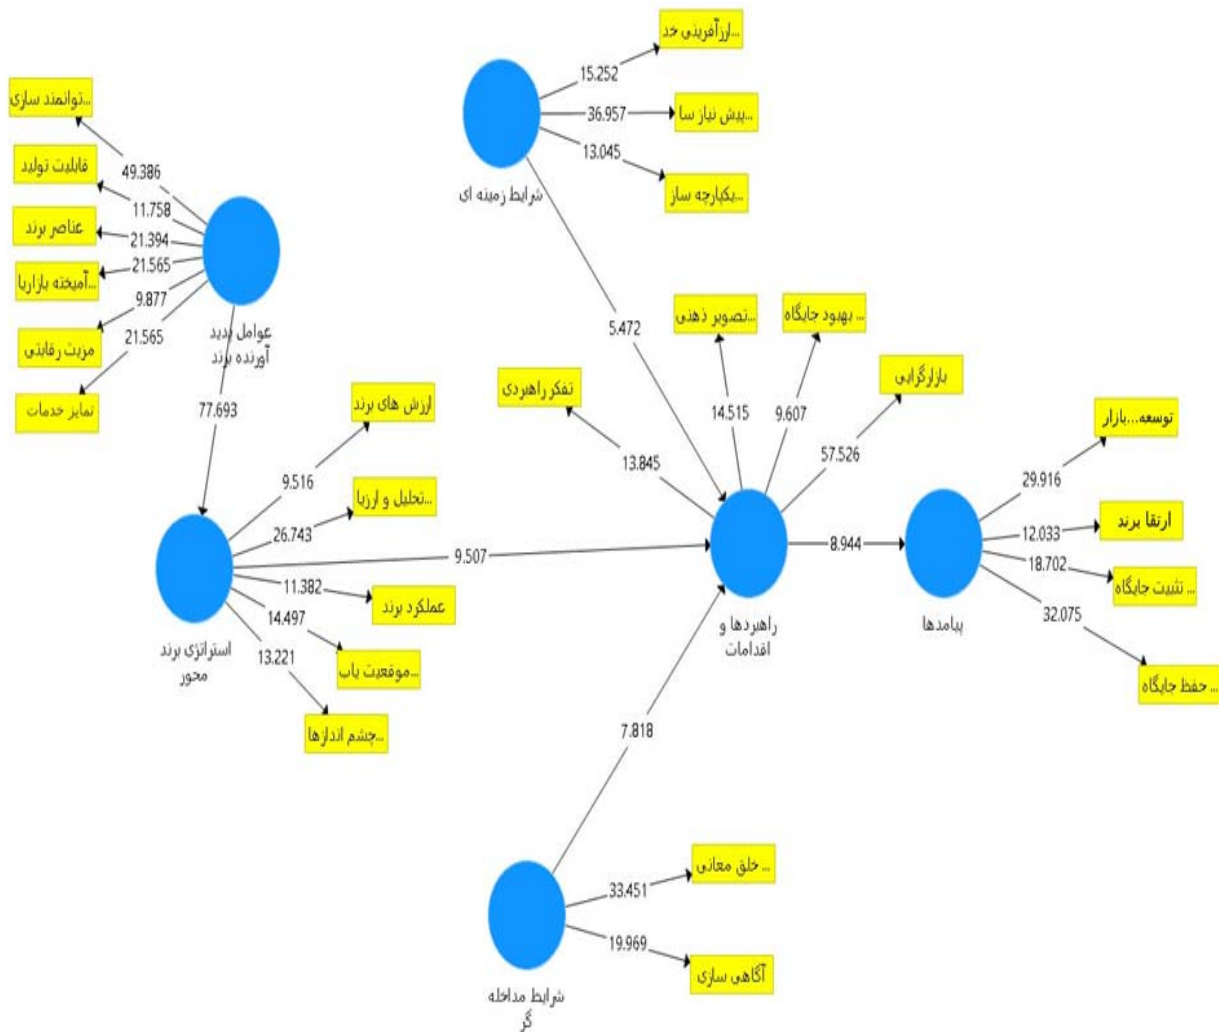 ارزآفرینی خد...
15.252
36.957
پیش نیاز سا...
13.045
یکپارچه ساز...
شرایط زمینه ای
5.472
توانمند سازی...
49.386
قابلیت تولید
11.758
عناصر برند
21.394
آمیخته بازاریا...
21.565
9.877
مزیت رقابتی
21.565
تمایز خدمات
عوامل پدید
آورنده برند
77.693
ارزش های برند
9.516
تحلیل و ارزیا...
26.743
11.382
عملکرد برند
14.497
موقعیت یاب...
13.221
چشم اندازها...
استراتژی برند
محور
9.507
تفکر راهبردی
13.845
تصویر ذهنی...
14.515
بهبود جایگاه ...
9.607
بازارگرایی
57.526
راهبردها و
اقدامات
8.944
توسعه...بازار
29.916
ارتقا برند
12.033
18.702
تثبیت جایگاه ...
32.075
حفظ جایگاه ...
پیامدها
7.818
خلق معانی ...
33.451
19.969
آگاهی سازی
شرایط مداخله
گر